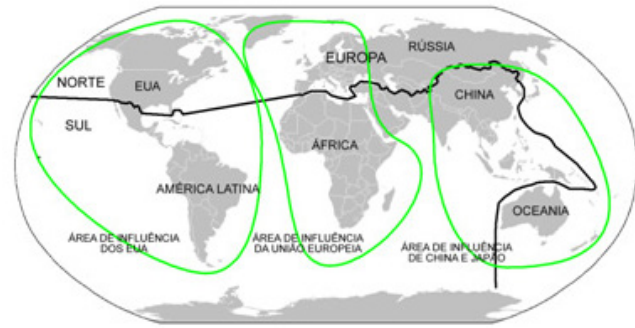 RÚSSIA
EUROPA
NORTE
EUA
CHINA
SUL
ÁFRICA
AMÉRICA LATINA
OCEANIA
ÁREA DE INFLUÊNCIA
DOS EUA
ÁREA DE INFLUÊNCIA
DA UNIÃO EUROPEIA
ÁREA DE INFLUÊNCIA
DE CHINA E JAPÃO